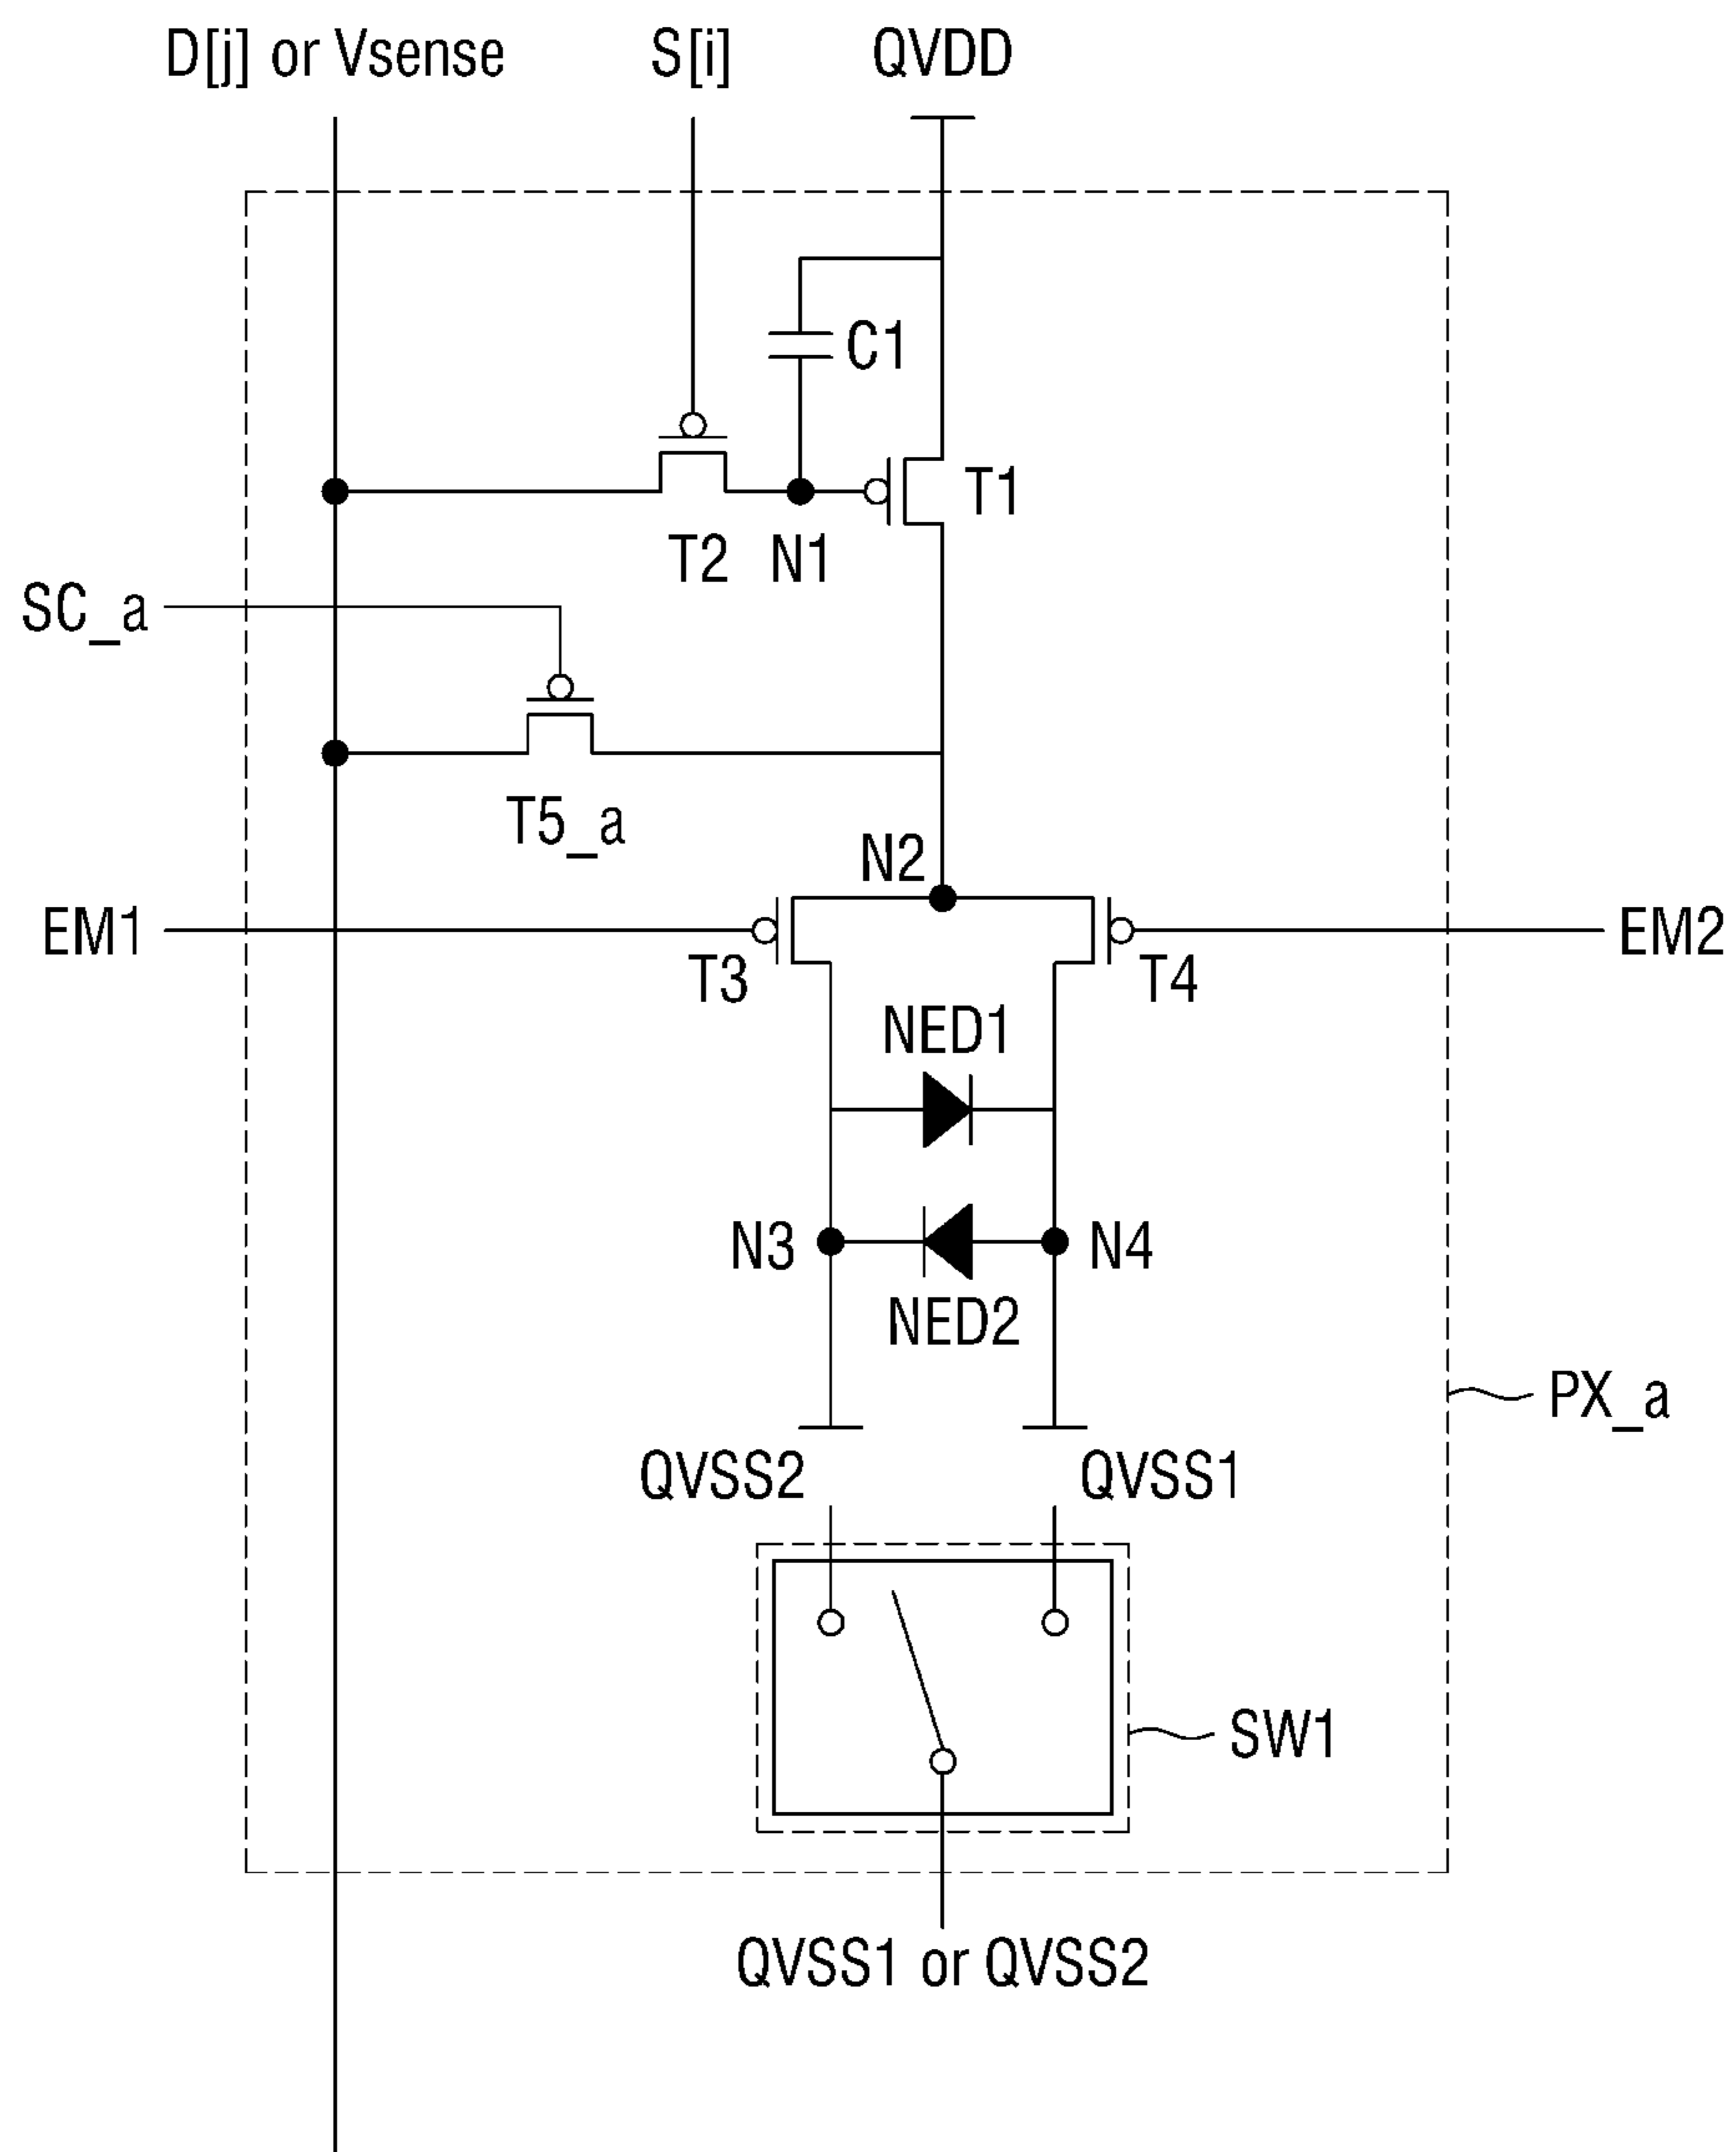 D[j] or Vsense
S[i]
QVDD
C1
T1
T2
N1
SC_a
T5_a
N2
EM1
EM2
T3
T4
NED1
N3
N4
NED2
PX_a
QVSS2
QVSS1
SW1
QVSS1 or QVSS2